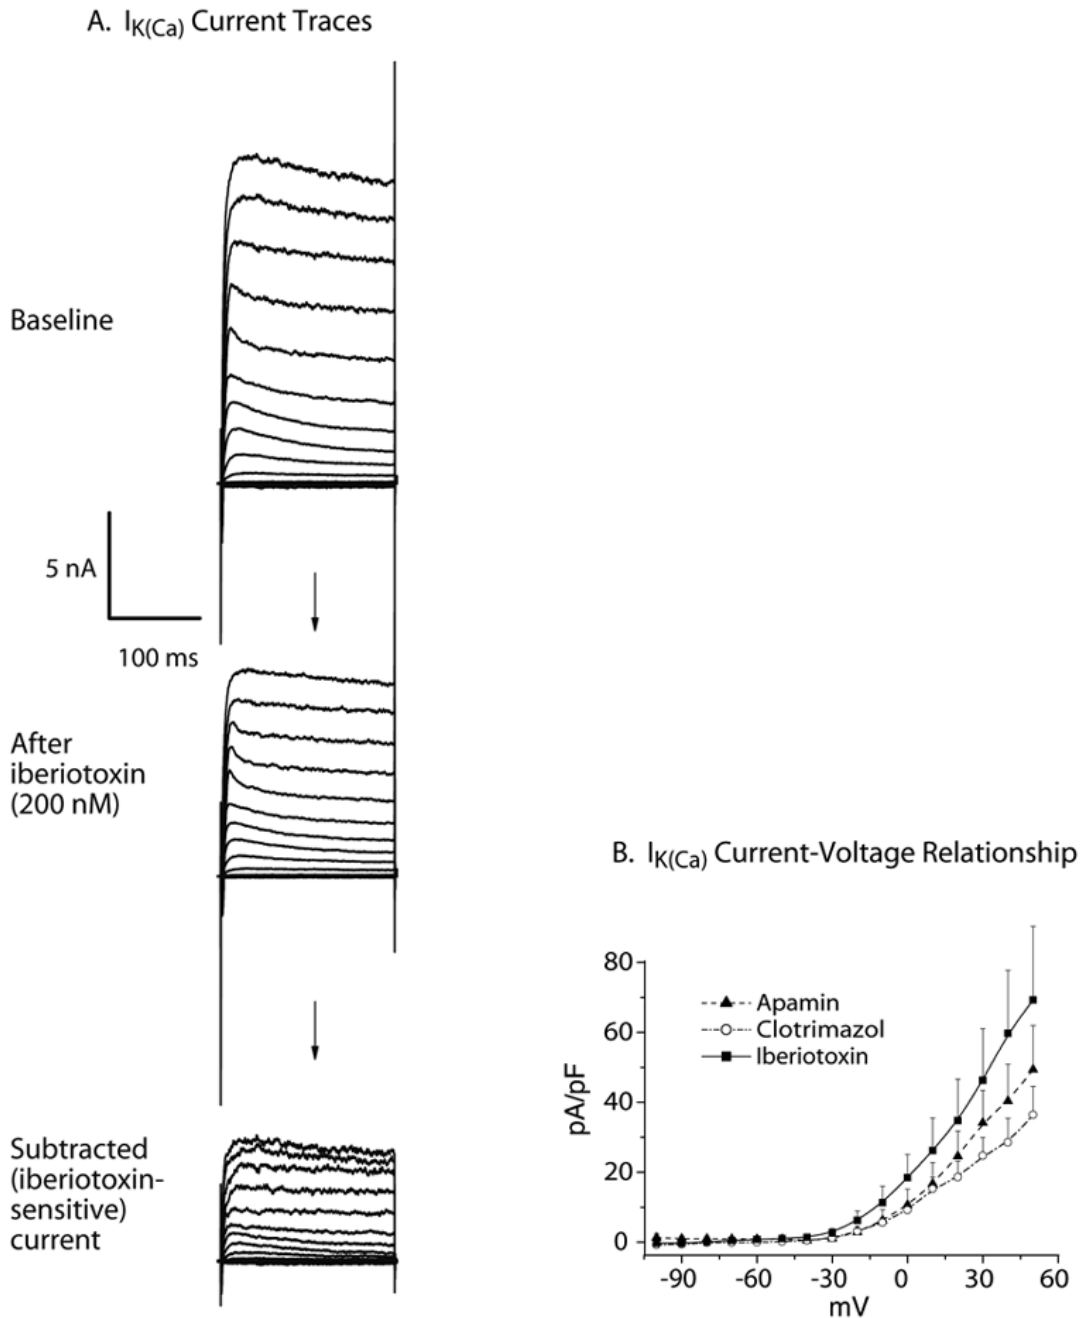 A. IK(Ca) Current Traces
Baseline
5 nA
100 ms
After
iberiotoxin
(200 nM)
Subtracted
(iberiotoxin-
sensitive)
current
B. IK(Ca) Current-Voltage Relationship
80
60
40
20
0
pA/pF
Apamin
Clotrimazol
Iberiotoxin
-90
-60
-30
0
30
60
mV